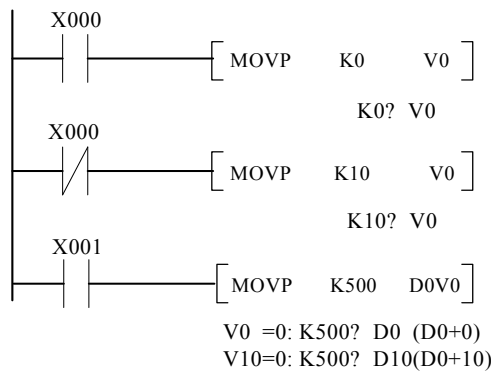 X000
MOVP K0 V0
K0? V0
X000
MOVP K10 V0
K10? V0
X001
MOVP K500 D0V0
V0 =0: K500? D0 (D0+0)
V10=0: K500? D10(D0+10)